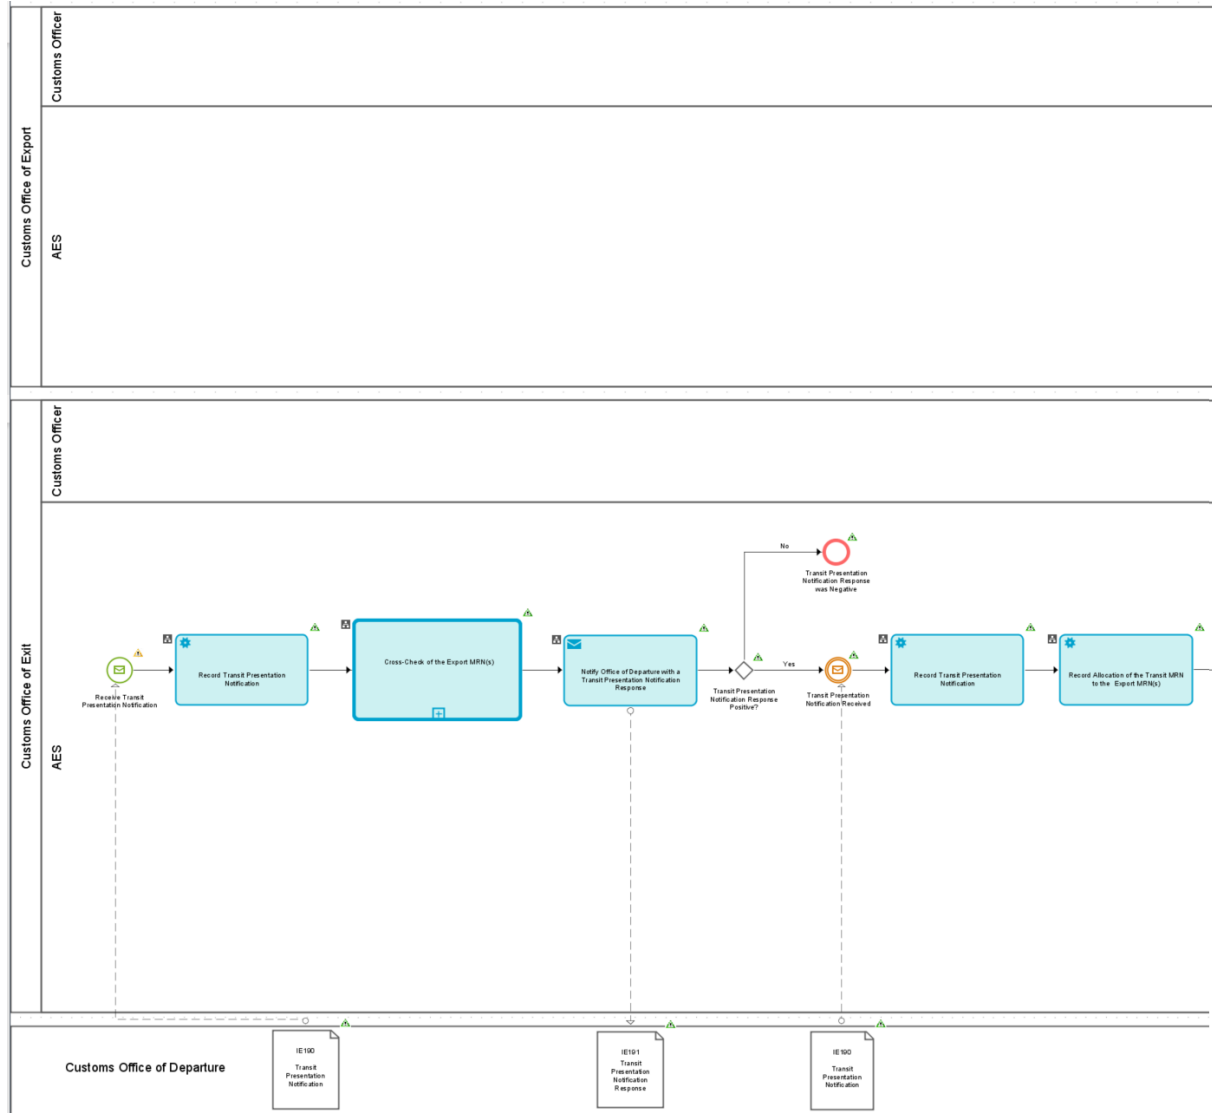 Customs Office of Export
Customs Officer
AES
Customs Office of Exit
Customs Officer
AES
No
Transit Presentation
Notification Response
was Negative
Receive Transit
Presentation Notification
Record Transit Presentation
Notification
Cross-Check of the Export MRN(s)
Notify Office of Departure with a
Transit Presentation Notification
Response
Transit Presentation
Notification Response
Positive?
Yes
Transit Presentation
Notification Received
Record Transit Presentation
Notification
Record Allocation of the Transit MRN
to the Export MRN(s)
Customs Office of Departure
IE190
Transit
Presentation
Notification
IE191
Transit
Presentation
Notification
Response
IE190
Transit
Presentation
Notification